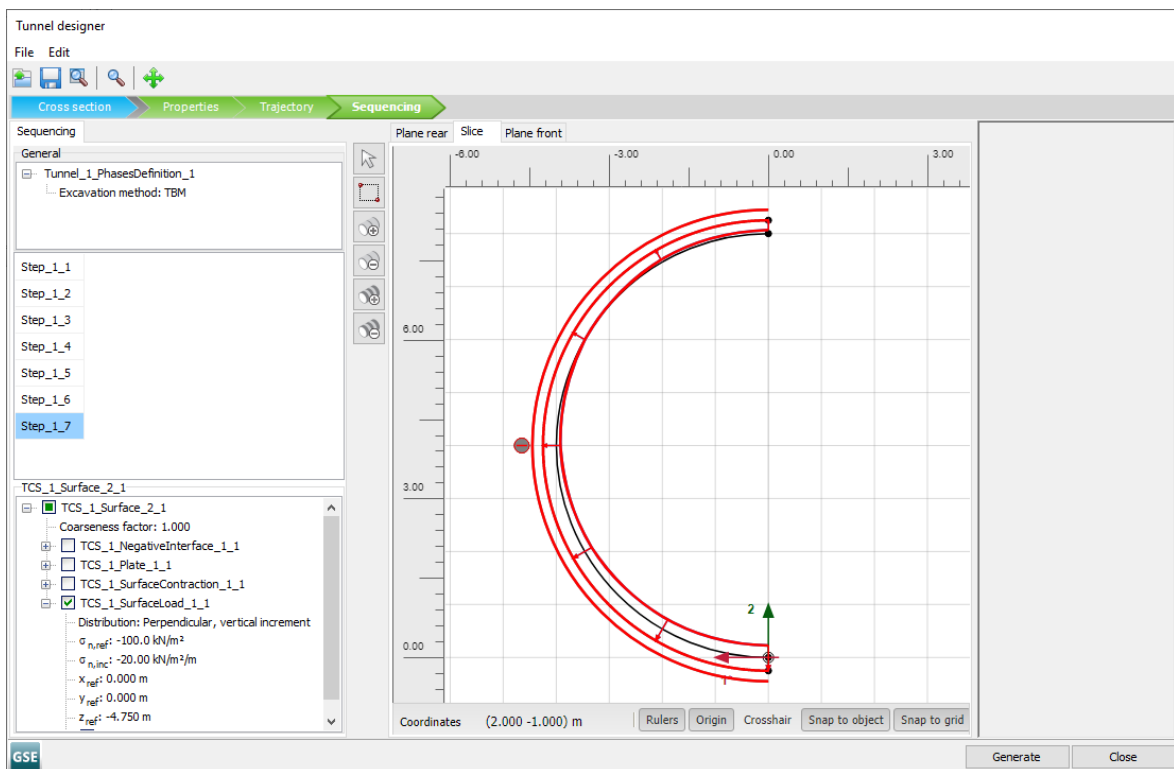 Tunnel designer
File Edit
Cross section Properties Trajectory Sequencing
Sequencing
General
Tunnel_1_PhasesDefinition_1
Excavation method: TBM
Step_1_1
Step_1_2
Step_1_3
Step_1_4
Step_1_5
Step_1_6
Step_1_7
TCS_1_Surface_2_1
TCS_1_Surface_2_1
Coarseness factor: 1.000
TCS_1_NegativeInterface_1_1
TCS_1_Plate_1_1
TCS_1_SurfaceContraction_1_1
TCS_1_SurfaceLoad_1_1
Distribution: Perpendicular, vertical increment
σn,ref: -100.0 kN/m²
σn,inc: -20.00 kN/m²/m
xref: 0.000 m
yref: 0.000 m
zref: -4.750 m
Plane rear Slice Plane front
-6.00 -3.00 0.00 3.00
6.00
3.00
0.00
2
1
Coordinates (2.000 -1.000) m Rulers Origin Crosshair Snap to object Snap to grid
GSE Generate Close